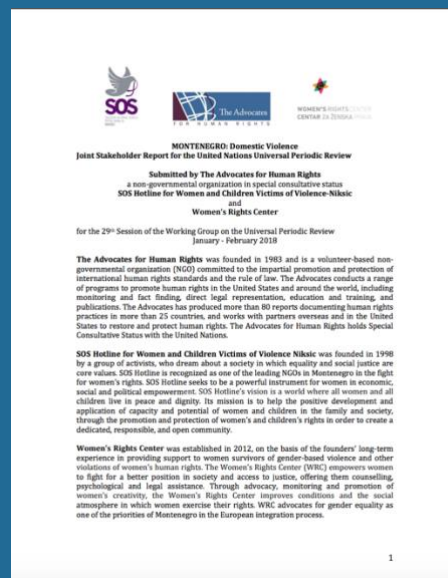 SOS
The Advocates
FOR HUMAN RIGHTS
WOMEN'S RIGHTS CENTER
CENTAR ZA ŽENSKA PRAVA
MONTENEGRO: Domestic Violence
Joint Stakeholder Report for the United Nations Universal Periodic Review
Submitted by The Advocates for Human Rights
a non-governmental organization in special consultative status
SOS Hotline for Women and Children Victims of Violence-Niksic
and
Women's Rights Center
for the 29th Session of the Working Group on the Universal Periodic Review
January - February 2018
The Advocates for Human Rights was founded in 1983 and is a volunteer-based non-
governmental organization (NGO) committed to the impartial promotion and protection of
international human rights standards and the rule of law. The Advocates conducts a range
of programs to promote human rights in the United States and around the world, including
monitoring and fact finding, direct legal representation, education and training, and
publications. The Advocates has produced more than 80 reports documenting human rights
practices in more than 25 countries, and works with partners overseas and in the United
States to restore and protect human rights. The Advocates for Human Rights holds Special
Consultative Status with the United Nations.
SOS Hotline for Women and Children Victims of Violence Niksic was founded in 1998
by a group of activists, who dream about a society in which equality and social justice are
core values. SOS Hotline is recognized as one of the leading NGOs in Montenegro in the fight
for women's rights. SOS Hotline seeks to be a powerful instrument for women in economic,
social and political empowerment. SOS Hotline's vision is a world where all women and all
children live in peace and dignity. Its mission is to help the positive development and
application of capacity and potential of women and children in the family and society,
through the promotion and protection of women's and children's rights in order to create a
dedicated, responsible, and open community.
Women's Rights Center was established in 2012, on the basis of the founders' long-term
experience in providing support to women survivors of gender-based violence and other
violations of women's human rights. The Women's Rights Center (WRC) empowers women
to fight for a better position in society and access to justice, offering them counselling,
psychological and legal assistance. Through advocacy, monitoring and promotion of
women's creativity, the Women's Rights Center improves conditions and the social
atmosphere in which women exercise their rights. WRC advocates for gender equality as
one of the priorities of Montenegro in the European integration process.
1